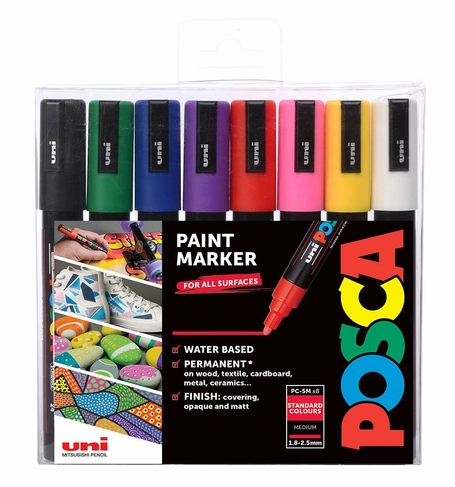 uni
uni
uni
uni
uni
uni
uni
uni
PAINT
MARKER
FOR ALL SURFACES
uni POSCA
WATER BASED
PERMANENT*
on wood, textile, cardboard,
metal, ceramics...
FINISH: covering,
opaque and matt
PC-5M x8
STANDARD
COLOURS
MEDIUM
1.8-2.5mm
POSCA
uni
MITSUBISHI PENCIL